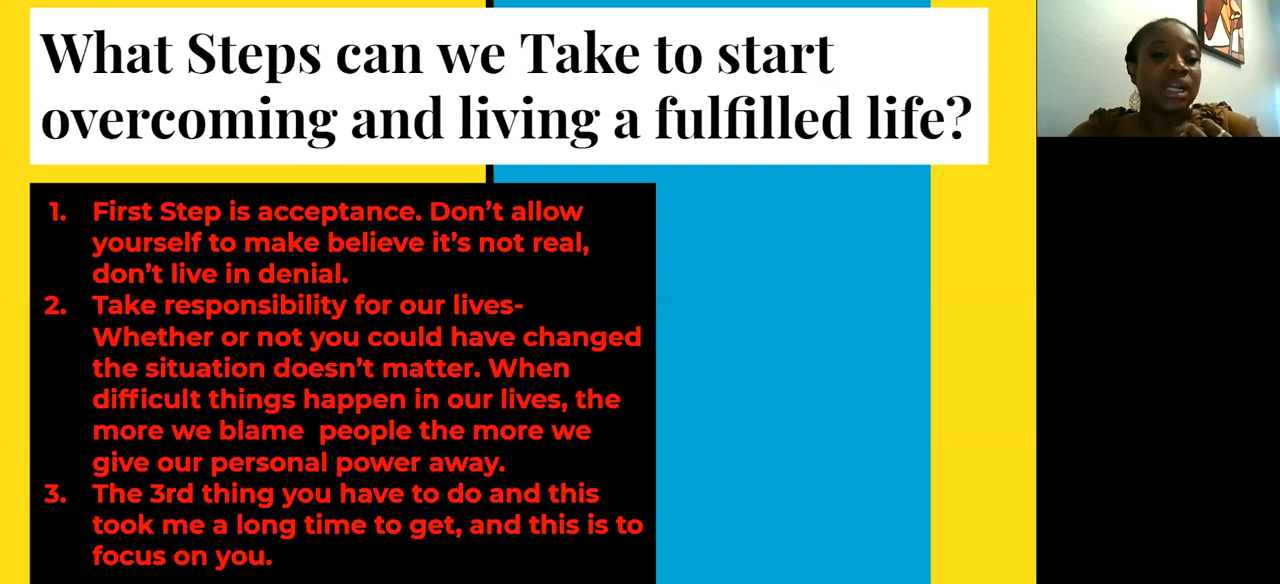 What Steps can we Take to start
overcoming and living a fulfilled life?
1. First Step is acceptance. Don’t allow
yourself to make believe it’s not real,
don’t live in denial.
2. Take responsibility for our lives-
Whether or not you could have changed
the situation doesn’t matter. When
difficult things happen in our lives, the
more we blame  people the more we
give our personal power away.
3. The 3rd thing you have to do and this
took me a long time to get, and this is to
focus on you.